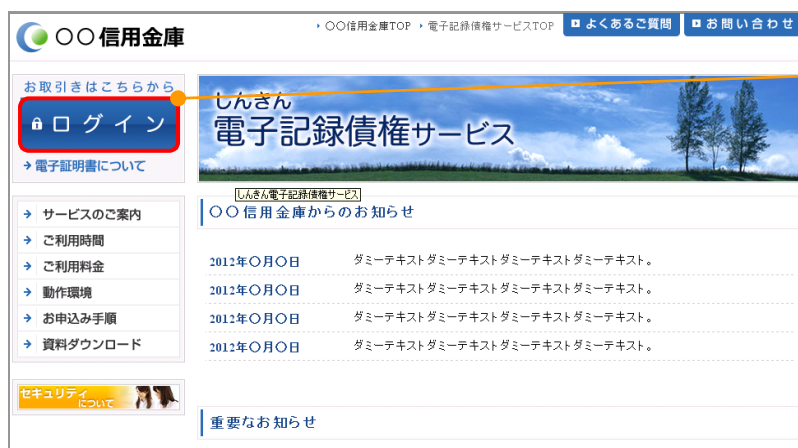 〇〇信用金庫
〇〇信用金庫TOP 電子記録債権サービスTOP よくあるご質問 お問い合わせ
お取引きはこちらから
ログイン
電子証明書について
しんきん
電子記録債権サービス
しんきん電子記録債権サービス
サービスのご案内
ご利用時間
ご利用料金
動作環境
お申込み手順
資料ダウンロード
セキュリティ
について
〇〇信用金庫からのお知らせ
2012年〇月〇日 ダミーテキストダミーテキストダミーテキストダミーテキスト。
2012年〇月〇日 ダミーテキストダミーテキストダミーテキストダミーテキスト。
2012年〇月〇日 ダミーテキストダミーテキストダミーテキストダミーテキスト。
2012年〇月〇日 ダミーテキストダミーテキストダミーテキストダミーテキスト。
重要なお知らせ